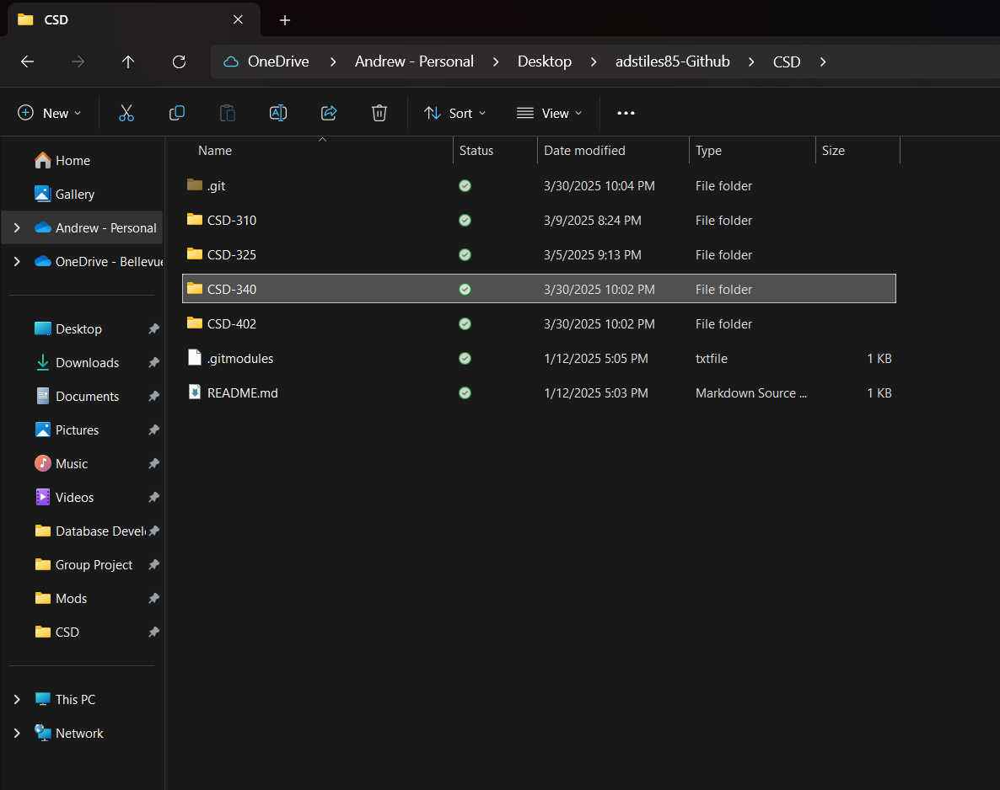 CSD
OneDrive > Andrew - Personal > Desktop > adstiles85-Github > CSD >
New Sort View
Name Status Date modified Type Size
.git 3/30/2025 10:04 PM File folder
CSD-310 3/9/2025 8:24 PM File folder
CSD-325 3/5/2025 9:13 PM File folder
CSD-340 3/30/2025 10:02 PM File folder
CSD-402 3/30/2025 10:02 PM File folder
.gitmodules 1/12/2025 5:05 PM txtfile 1 KB
README.md 1/12/2025 5:03 PM Markdown Source ... 1 KB
Home
Gallery
Andrew - Personal
OneDrive - Bellevue
Desktop
Downloads
Documents
Pictures
Music
Videos
Database Devel
Group Project
Mods
CSD
This PC
Network